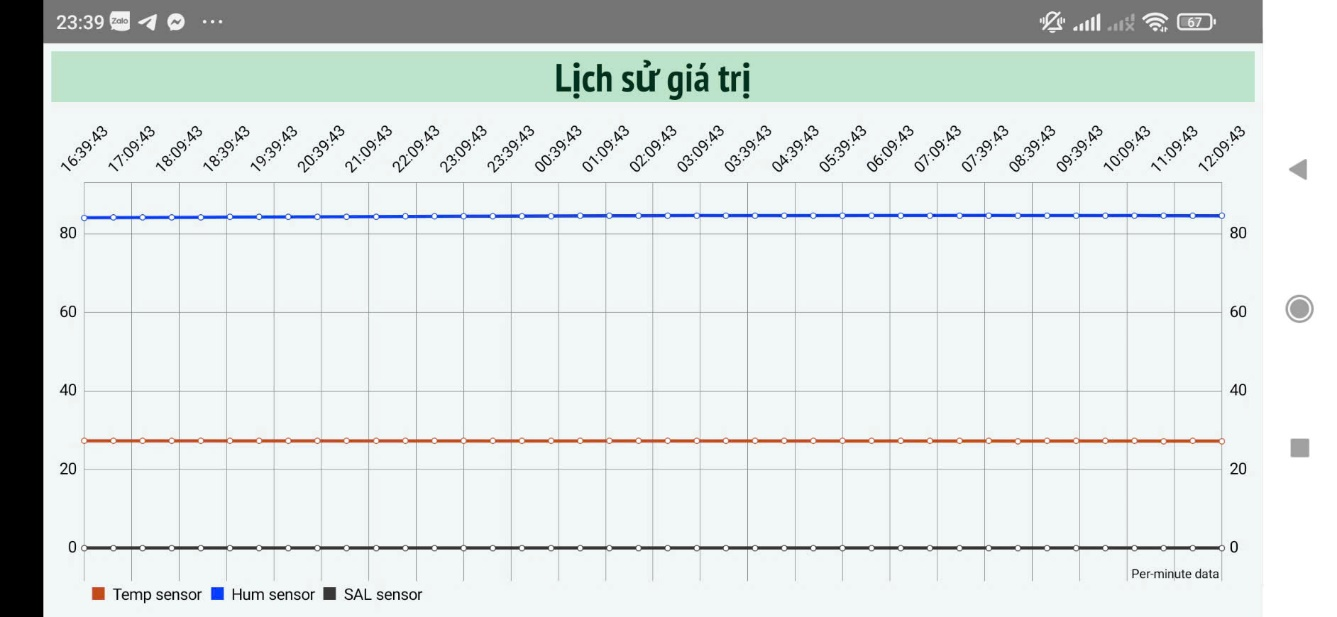 23:39 Zalo ... 67
Lịch sử giá trị
16:39:43 17:09:43 18:09:43 18:39:43 19:39:43 20:39:43 21:09:43 22:09:43 23:09:43 23:39:43 00:39:43 01:09:43 02:09:43 03:09:43 03:39:43 04:39:43 05:39:43 06:09:43 07:09:43 07:39:43 08:39:43 09:39:43 10:09:43 11:09:43 12:09:43
80 80
60 60
40 40
20 20
0 0
Per-minute data
Temp sensor Hum sensor SAL sensor